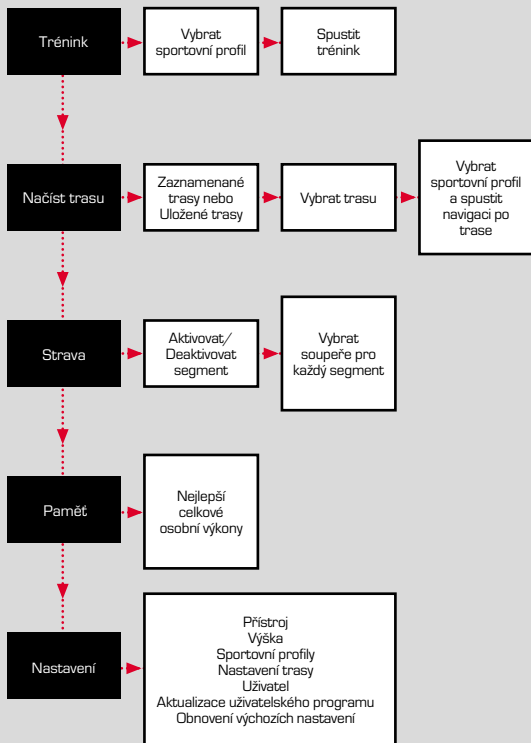 Trénink
Vybrat
sportovní profil
Spustit
trénink
Načíst trasu
Zaznamenané
trasy nebo
Uložené trasy
Vybrat trasu
Vybrat
sportovní profil
a spustit
navigaci po
trase
Strava
Aktivovat/
Deaktivovat
segment
Vybrat
soupeře pro
každý segment
Paměť
Nejlepší
celkové
osobní výkony
Nastavení
Přístroj
Výška
Sportovní profily
Nastavení trasy
Uživatel
Aktualizace uživatelského programu
Obnovení výchozích nastavení